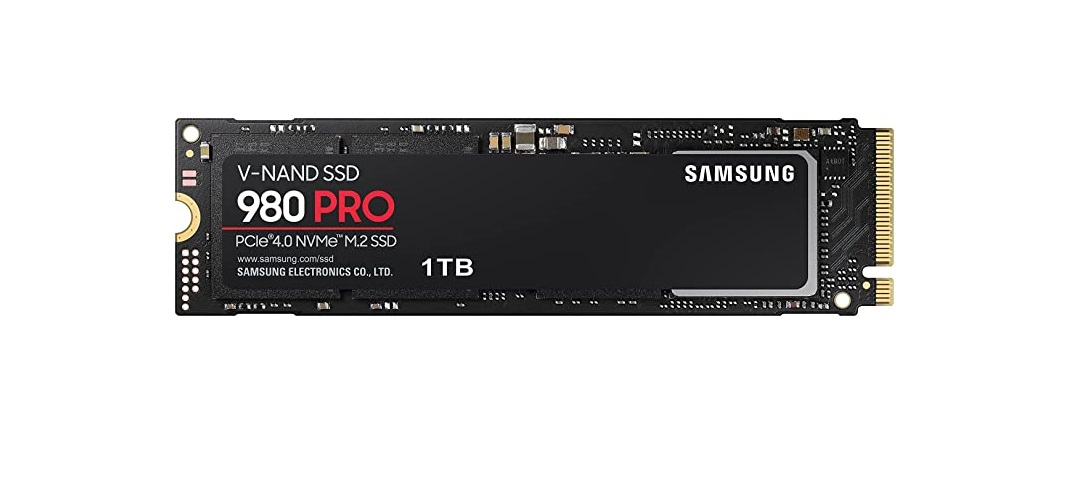 V-NAND SSD
SAMSUNG
980 PRO
PCIe®4.0 NVMe™ M.2 SSD
www.samsung.com/ssd
SAMSUNG ELECTRONICS CO., LTD.
1TB